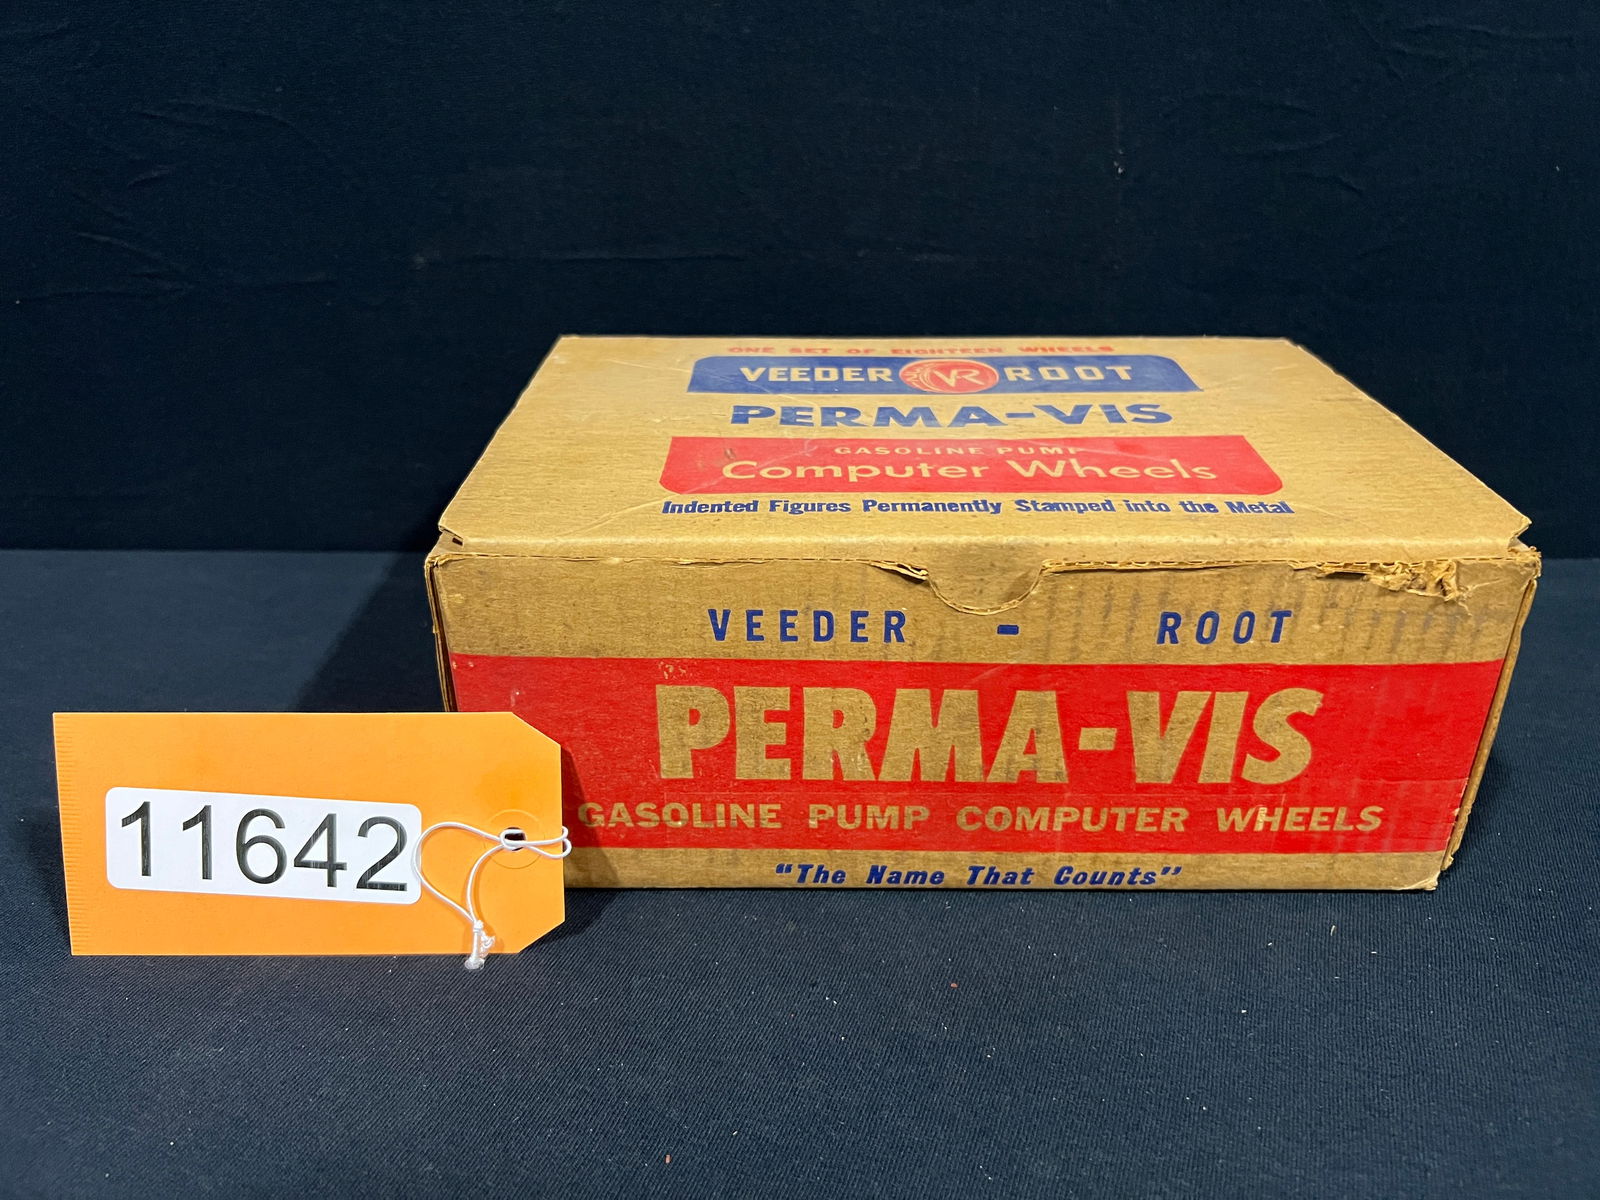 ONE SET OF EIGHTEEN WHEELS
VEEDER VR ROOT
PERMA-VIS
GASOLINE PUMP
Computer Wheels
Indented Figures Permanently Stamped into the Metal
VEEDER - ROOT
PERMA-VIS
GASOLINE PUMP COMPUTER WHEELS
"The Name That Counts"
11642